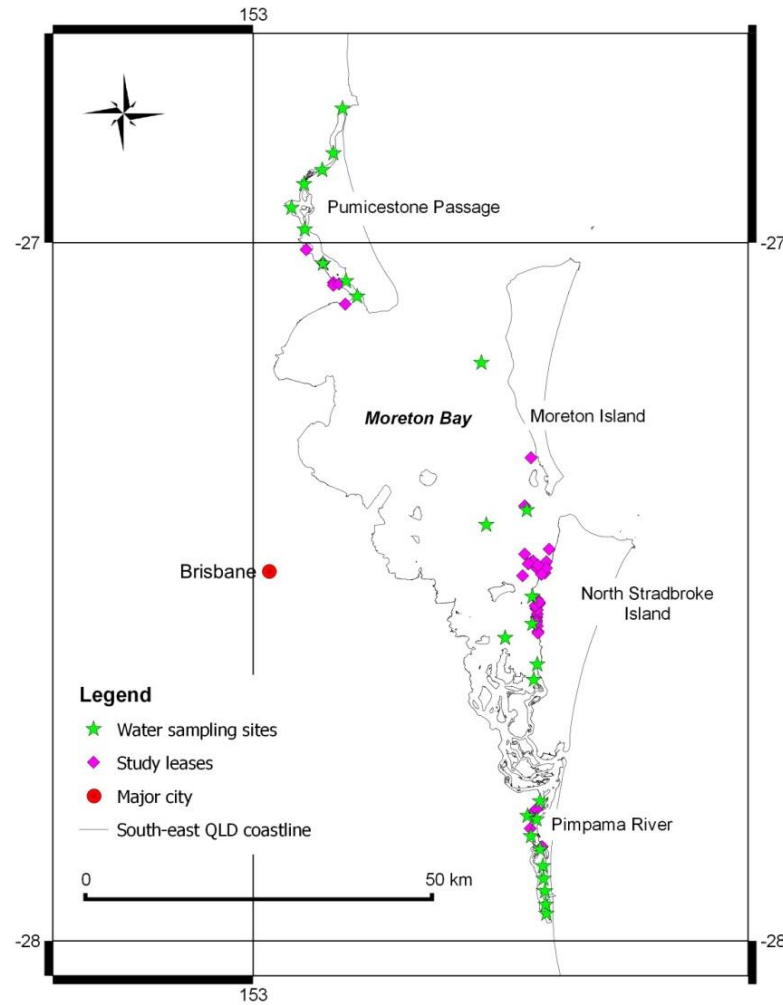 153
Pumicestone Passage
-27
-27
Moreton Bay
Moreton Island
Brisbane
North Stradbroke
Island
Legend
Water sampling sites
Study leases
Major city
South-east QLD coastline
Pimpama River
0
50 km
-28
-28
153